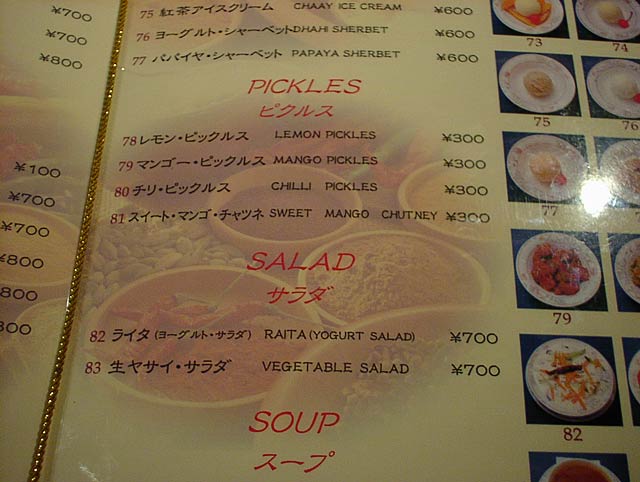 ¥700
¥700
¥800
¥100
¥700
¥700
¥800
800
75 紅茶アイスクリーム CHAAY ICE CREAM ¥600
76 ヨーグルト・シャーベット DHAHI SHERBET ¥600
77 パパイヤ・シャーベット PAPAYA SHERBET ¥600
PICKLES
ピクルス
78 レモン・ピックルス LEMON PICKLES ¥300
79 マンゴー・ピックルス MANGO PICKLES ¥300
80 チリ・ピックルス CHILLI PICKLES ¥300
81 スイート・マンゴ・チャツネ SWEET MANGO CHUTNEY ¥300
SALAD
サラダ
82 ライタ(ヨーグルト・サラダ) RAITA(YOGURT SALAD) ¥700
83 生ヤサイ・サラダ VEGETABLE SALAD ¥700
SOUP
スープ
73 74
75 76
77
79
82